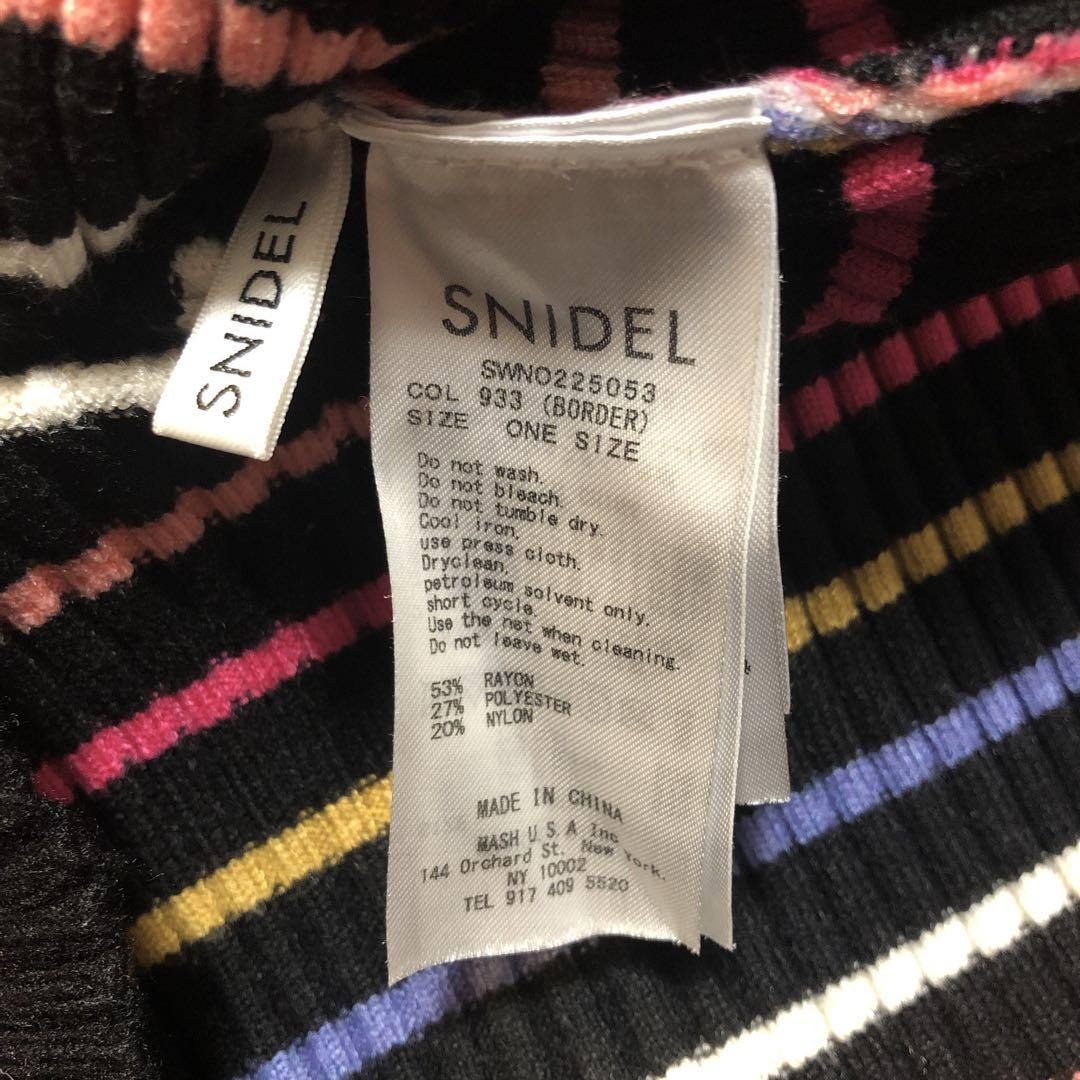 SNIDEL
SNIDEL
SWNO225053
COL 933 (BORDER)
SIZE ONE SIZE
Do not wash.
Do not bleach.
Do not tumble dry.
Cool iron.
use press cloth.
Dryclean,
petroleum solvent only.
short cycle.
Use the net when cleaning.
Do not leave wet.
53% RAYON
27% POLYESTER
20% NYLON
MADE IN CHINA
MASH U.S.A Inc
144 Orchard St. New York.
NY 10002
TEL 917 409 5520